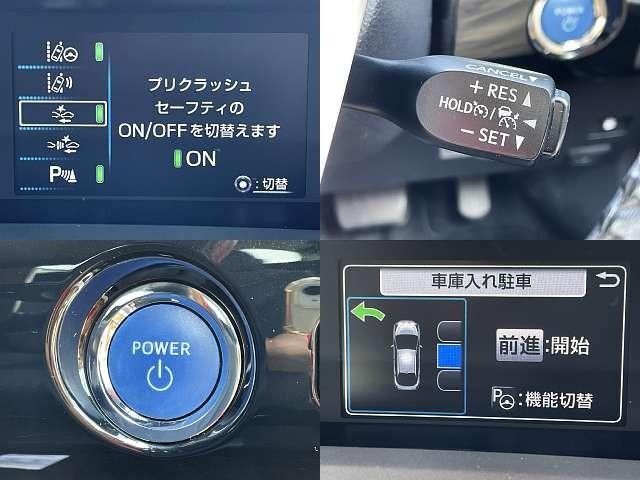 プリクラッシュ
セーフティの
ON/OFFを切替えます
ON
P
:切替
CANCEL▼
+RES▲
HOLD / ◀
−SET▼
POWER
車庫入れ駐車
前進:開始
P:機能切替